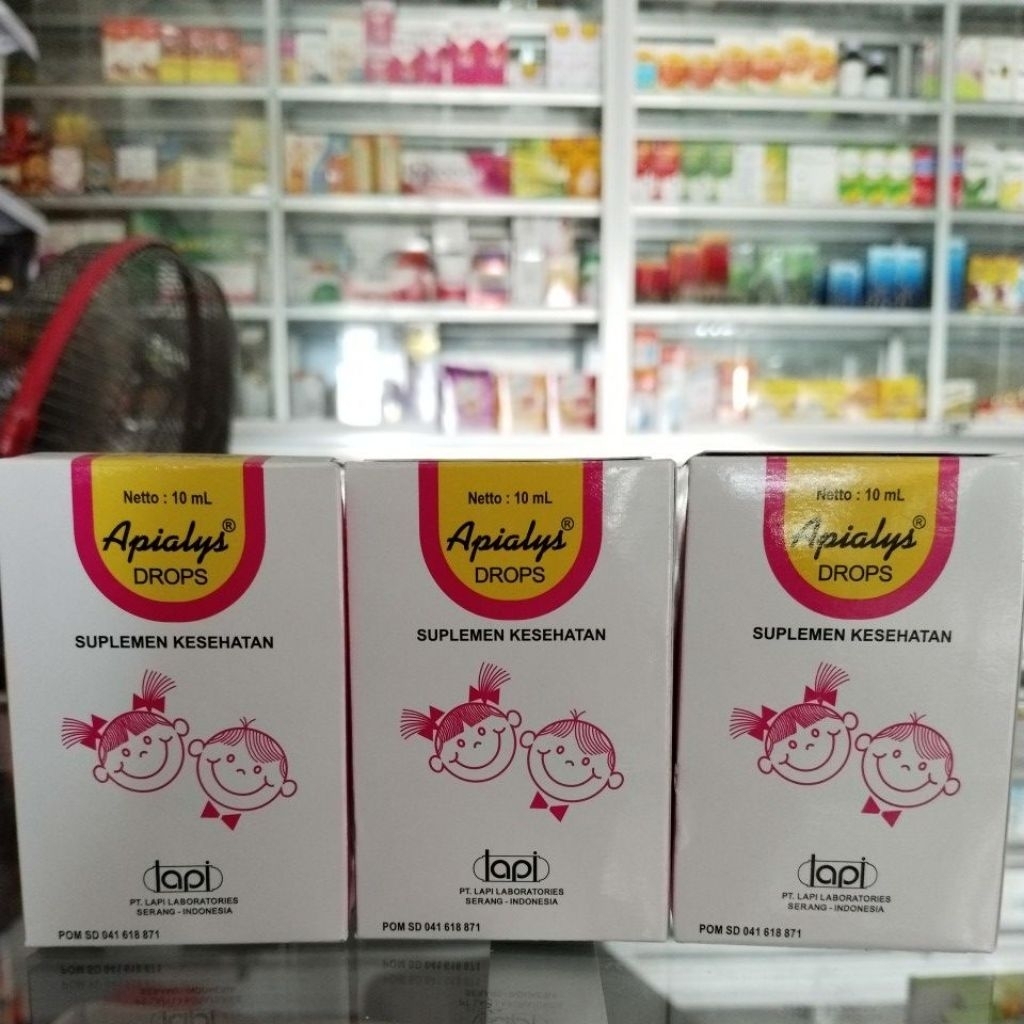 Netto : 10 mL
Apialys®
DROPS
SUPLEMEN KESEHATAN
lapi
PT. LAPI LABORATORIES
SERANG - INDONESIA
POM SD 041 618 871
Netto : 10 mL
Apialys®
DROPS
SUPLEMEN KESEHATAN
lapi
PT. LAPI LABORATORIES
SERANG - INDONESIA
POM SD 041 618 871
Netto : 10 mL
Apialys®
DROPS
SUPLEMEN KESEHATAN
lapi
PT. LAPI LABORATORIES
SERANG - INDONESIA
POM SD 041 618 871